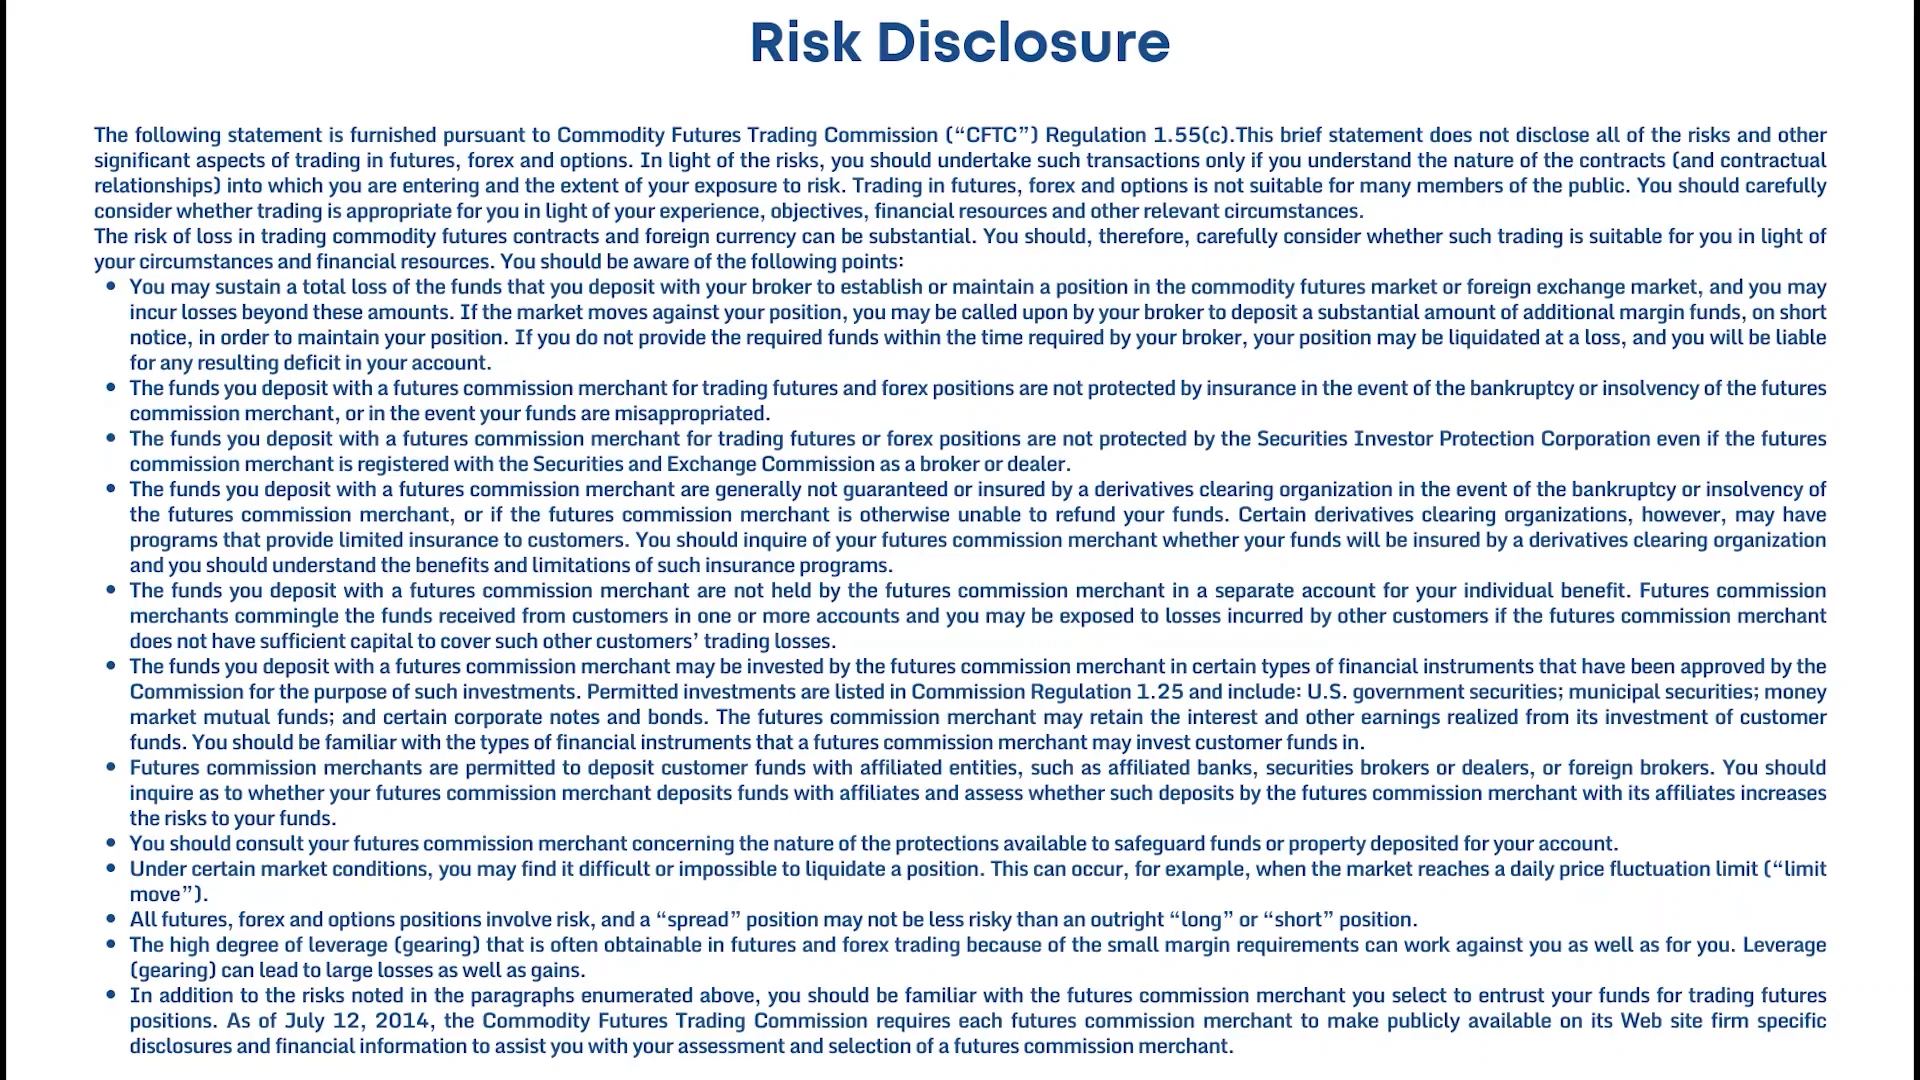 Risk Disclosure
The following statement is furnished pursuant to Commodity Futures Trading Commission (“CFTC”) Regulation 1.55(c).This brief statement does not disclose all of the risks and other
significant aspects of trading in futures, forex and options. In light of the risks, you should undertake such transactions only if you understand the nature of the contracts (and contractual
relationships) into which you are entering and the extent of your exposure to risk. Trading in futures, forex and options is not suitable for many members of the public. You should carefully
consider whether trading is appropriate for you in light of your experience, objectives, financial resources and other relevant circumstances.
The risk of loss in trading commodity futures contracts and foreign currency can be substantial. You should, therefore, carefully consider whether such trading is suitable for you in light of
your circumstances and financial resources. You should be aware of the following points:
• You may sustain a total loss of the funds that you deposit with your broker to establish or maintain a position in the commodity futures market or foreign exchange market, and you may
incur losses beyond these amounts. If the market moves against your position, you may be called upon by your broker to deposit a substantial amount of additional margin funds, on short
notice, in order to maintain your position. If you do not provide the required funds within the time required by your broker, your position may be liquidated at a loss, and you will be liable
for any resulting deficit in your account.
• The funds you deposit with a futures commission merchant for trading futures and forex positions are not protected by insurance in the event of the bankruptcy or insolvency of the futures
commission merchant, or in the event your funds are misappropriated.
• The funds you deposit with a futures commission merchant for trading futures or forex positions are not protected by the Securities Investor Protection Corporation even if the futures
commission merchant is registered with the Securities and Exchange Commission as a broker or dealer.
• The funds you deposit with a futures commission merchant are generally not guaranteed or insured by a derivatives clearing organization in the event of the bankruptcy or insolvency of
the futures commission merchant, or if the futures commission merchant is otherwise unable to refund your funds. Certain derivatives clearing organizations, however, may have
programs that provide limited insurance to customers. You should inquire of your futures commission merchant whether your funds will be insured by a derivatives clearing organization
and you should understand the benefits and limitations of such insurance programs.
• The funds you deposit with a futures commission merchant are not held by the futures commission merchant in a separate account for your individual benefit. Futures commission
merchants commingle the funds received from customers in one or more accounts and you may be exposed to losses incurred by other customers if the futures commission merchant
does not have sufficient capital to cover such other customers’ trading losses.
• The funds you deposit with a futures commission merchant may be invested by the futures commission merchant in certain types of financial instruments that have been approved by the
Commission for the purpose of such investments. Permitted investments are listed in Commission Regulation 1.25 and include: U.S. government securities; municipal securities; money
market mutual funds; and certain corporate notes and bonds. The futures commission merchant may retain the interest and other earnings realized from its investment of customer
funds. You should be familiar with the types of financial instruments that a futures commission merchant may invest customer funds in.
• Futures commission merchants are permitted to deposit customer funds with affiliated entities, such as affiliated banks, securities brokers or dealers, or foreign brokers. You should
inquire as to whether your futures commission merchant deposits funds with affiliates and assess whether such deposits by the futures commission merchant with its affiliates increases
the risks to your funds.
• You should consult your futures commission merchant concerning the nature of the protections available to safeguard funds or property deposited for your account.
• Under certain market conditions, you may find it difficult or impossible to liquidate a position. This can occur, for example, when the market reaches a daily price fluctuation limit (“limit
move”).
• All futures, forex and options positions involve risk, and a “spread” position may not be less risky than an outright “long” or “short” position.
• The high degree of leverage (gearing) that is often obtainable in futures and forex trading because of the small margin requirements can work against you as well as for you. Leverage
(gearing) can lead to large losses as well as gains.
• In addition to the risks noted in the paragraphs enumerated above, you should be familiar with the futures commission merchant you select to entrust your funds for trading futures
positions. As of July 12, 2014, the Commodity Futures Trading Commission requires each futures commission merchant to make publicly available on its Web site firm specific
disclosures and financial information to assist you with your assessment and selection of a futures commission merchant.